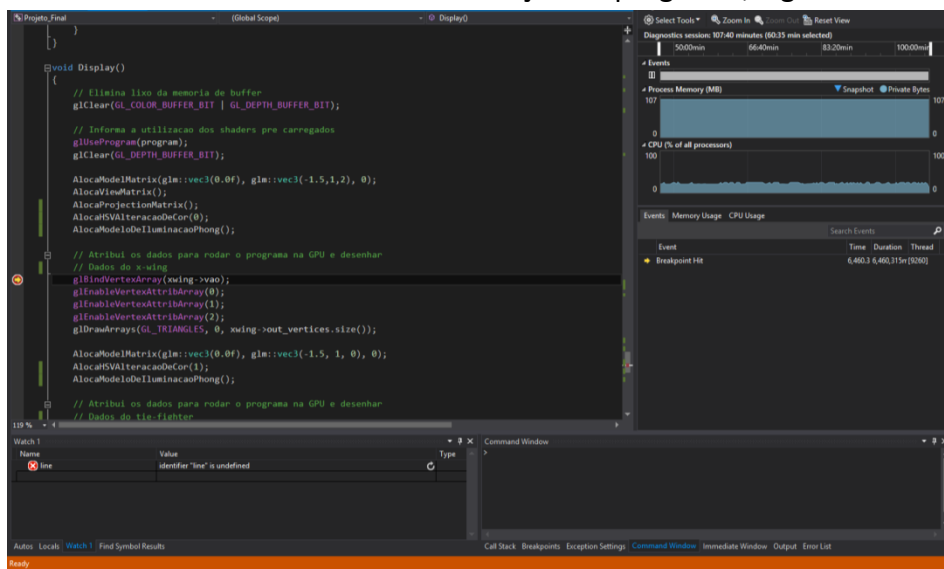 Projeto_Final
(Global Scope)
Display()
}
}
void Display()
{
// Elimina lixo da memoria de buffer
glClear(GL_COLOR_BUFFER_BIT | GL_DEPTH_BUFFER_BIT);
// Informa a utilizacao dos shaders pre carregados
glUseProgram(program);
glClear(GL_DEPTH_BUFFER_BIT);
AlocaModelMatrix(glm::vec3(0.0f), glm::vec3(-1.5,1,2), 0);
AlocaViewMatrix();
AlocaProjectionMatrix();
AlocaHSVAlteracaoDeCor(0);
AlocaModeloDeIluminacaoPhong();
// Atribui os dados para rodar o programa na GPU e desenhar
// Dados do x-wing
glBindVertexArray(xwing->vao);
glEnableVertexAttribArray(0);
glEnableVertexAttribArray(1);
glEnableVertexAttribArray(2);
glDrawArrays(GL_TRIANGLES, 0, xwing->out_vertices.size());
AlocaModelMatrix(glm::vec3(0.0f), glm::vec3(-1.5, 1, 0), 0);
AlocaHSVAlteracaoDeCor(1);
AlocaModeloDeIluminacaoPhong();
// Atribui os dados para rodar o programa na GPU e desenhar
// Dados do tie-fighter
119 %
Select Tools Zoom In Zoom Out Reset View
Diagnostics session: 107:40 minutes (60:35 min selected)
50:00min 66:40min 83:20min 100:00min
Events
Process Memory (MB) Snapshot Private Bytes
107 107
0 0
CPU (% of all processors)
100 100
0 0
Events Memory Usage CPU Usage
Search Events
Event Time Duration Thread
Breakpoint Hit 6,460.3 6,460,315m [9260]
Watch 1
Name Value Type
line identifier "line" is undefined
Autos Locals Watch 1 Find Symbol Results
Command Window
>
Call Stack Breakpoints Exception Settings Command Window Immediate Window Output Error List
Ready